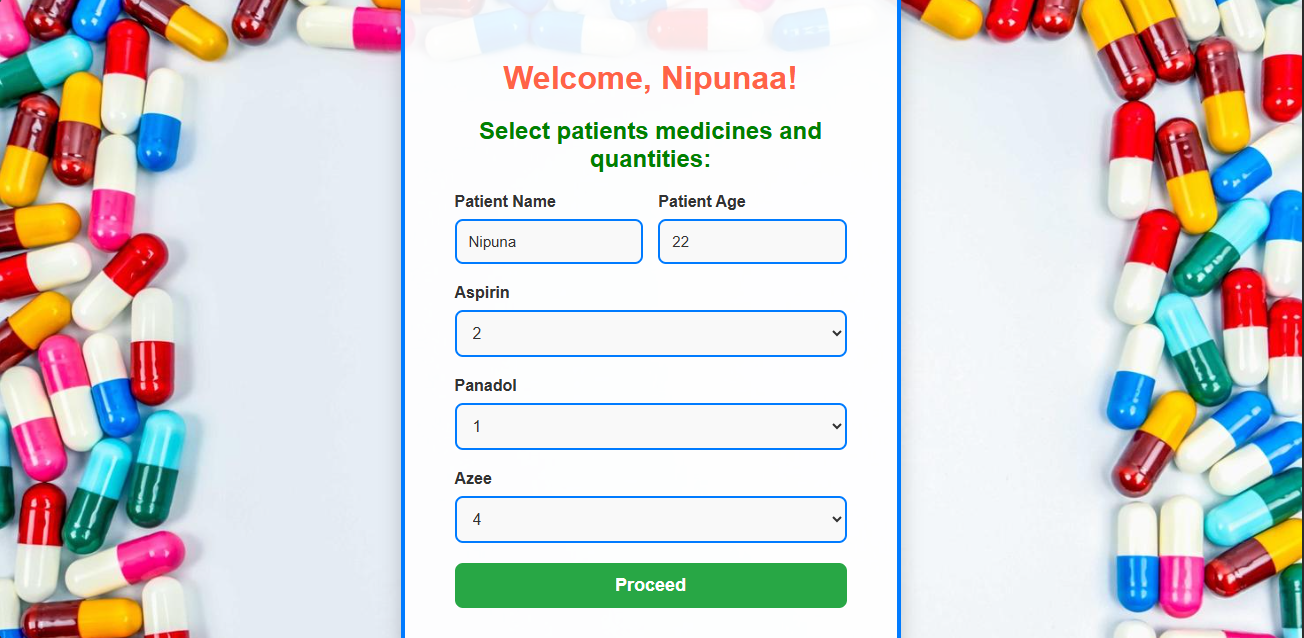 Welcome, Nipunaa!
Select patients medicines and
quantities:
Patient Name Patient Age
Nipuna 22
Aspirin
2
Panadol
1
Azee
4
Proceed